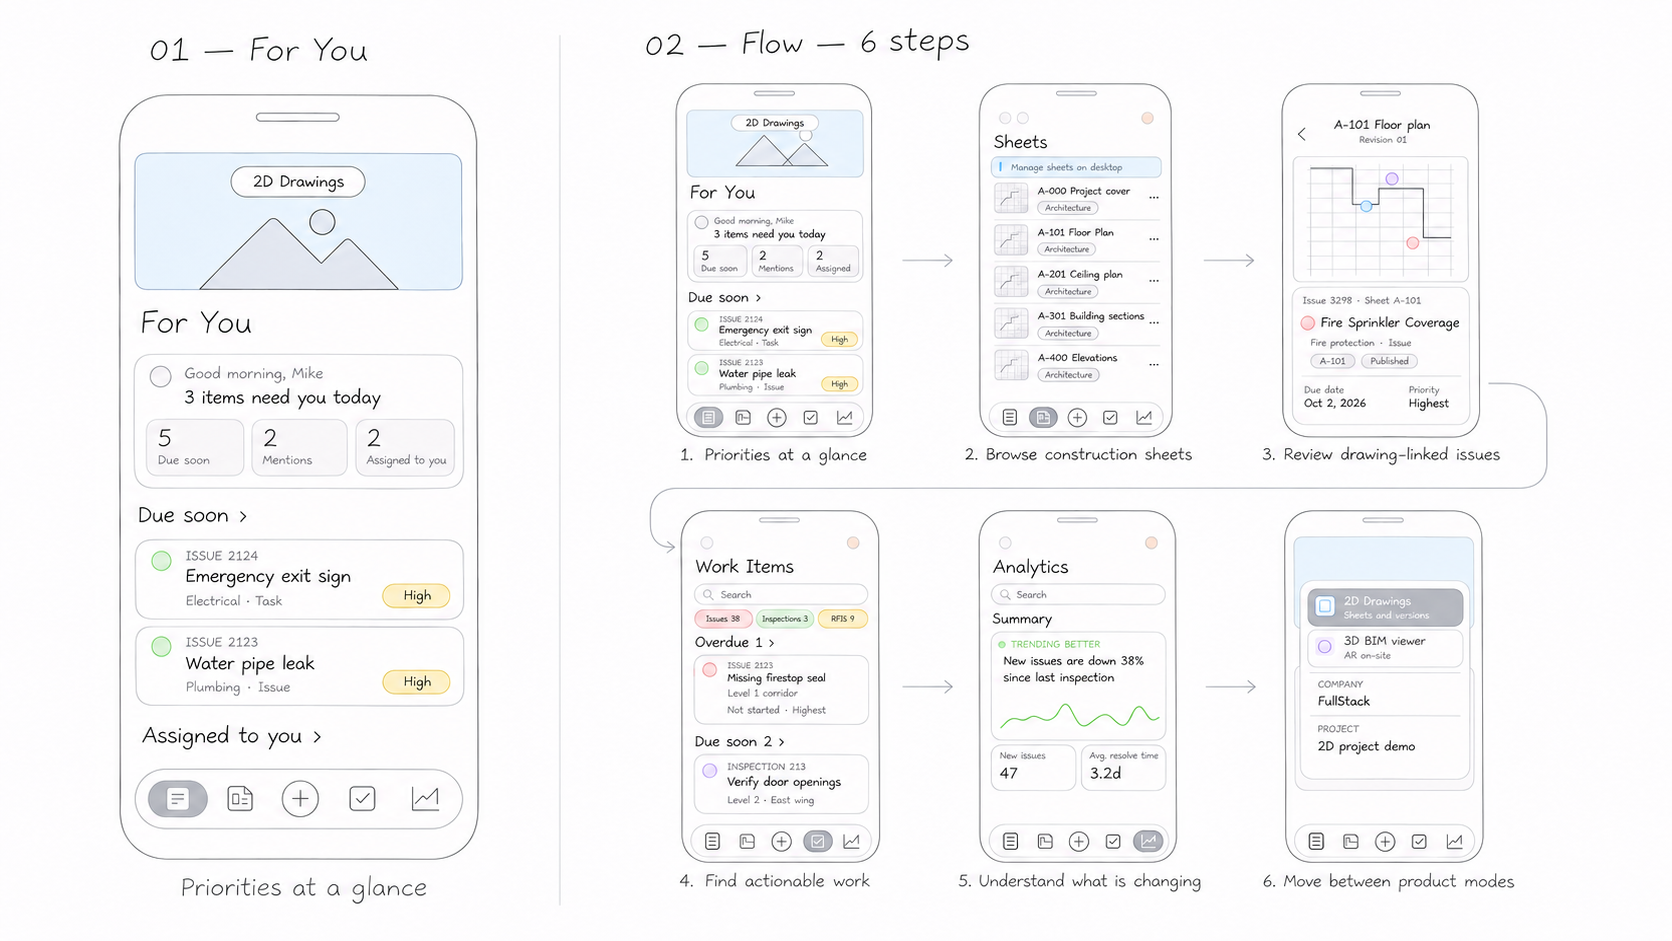 01 — For You
2D Drawings
For You
Good morning, Mike
3 items need you today
5
Due soon
2
Mentions
2
Assigned to you
Due soon >
ISSUE 2124
Emergency exit sign
Electrical · Task
High
ISSUE 2123
Water pipe leak
Plumbing · Issue
High
Assigned to you >
Priorities at a glance
02 — Flow — 6 steps
2D Drawings
For You
Good morning, Mike
3 items need you today
5
Due soon
2
Mentions
2
Assigned
Due soon >
ISSUE 2124
Emergency exit sign
Electrical · Task
High
ISSUE 2123
Water pipe leak
Plumbing · Issue
High
1. Priorities at a glance
Sheets
Manage sheets on desktop
A-000 Project cover
Architecture
A-101 Floor Plan
Architecture
A-201 Ceiling plan
Architecture
A-301 Building sections
Architecture
A-400 Elevations
Architecture
2. Browse construction sheets
A-101 Floor plan
Revision 01
Issue 3298 · Sheet A-101
Fire Sprinkler Coverage
Fire protection · Issue
A-101
Published
Due date
Oct 2, 2026
Priority
Highest
3. Review drawing-linked issues
Work Items
Search
Issues 38
Inspections 3
RFIS 9
Overdue 1 >
ISSUE 2123
Missing firestop seal
Level 1 corridor
Not started · Highest
Due soon 2 >
INSPECTION 213
Verify door openings
Level 2 · East wing
4. Find actionable work
Analytics
Search
Summary
TRENDING BETTER
New issues are down 38%
since last inspection
New issues
47
Avg. resolve time
3.2d
5. Understand what is changing
2D Drawings
Sheets and versions
3D BIM viewer
AR on-site
COMPANY
FullStack
PROJECT
2D project demo
6. Move between product modes